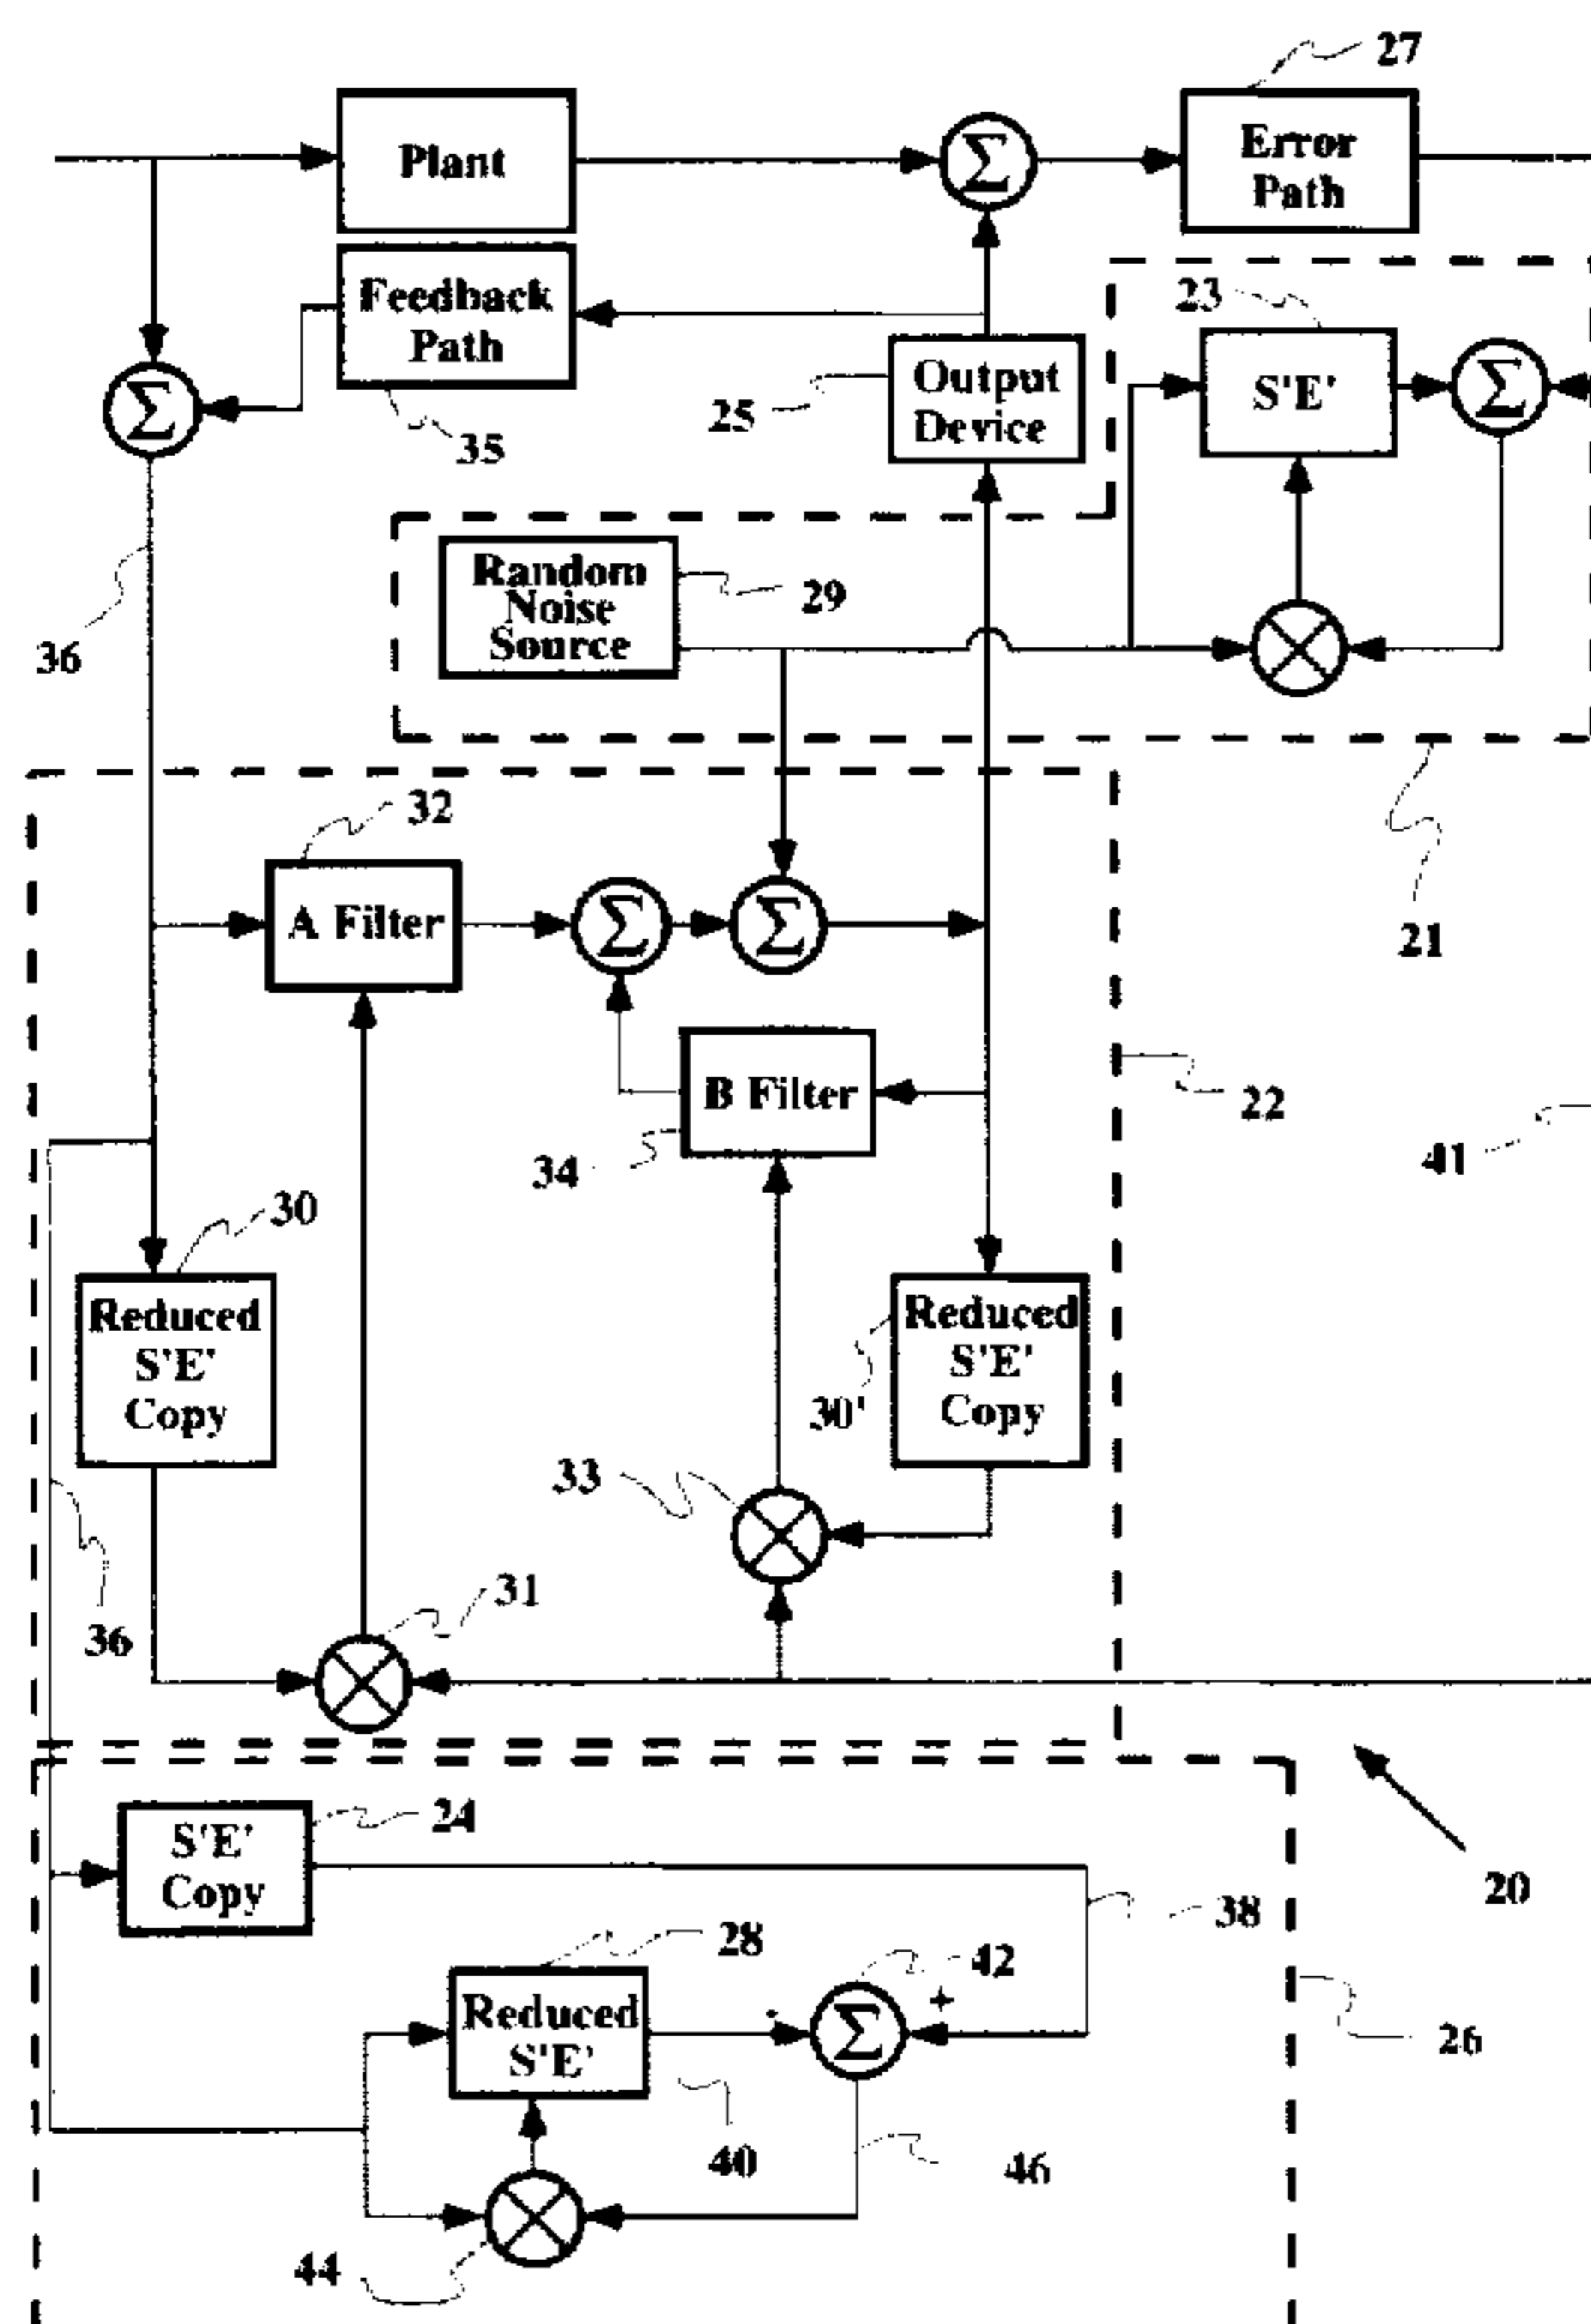 27
Plant
Σ
Error
Path
Feedback
Path
23
Σ
25
Output
Device
S'E'
Σ
35
Random
Noise
Source
29
36
32
A Filter
Σ
Σ
21
B Filter
22
34
41
30
Reduced
S'E'
Copy
Reduced
S'E'
Copy
30'
33
31
36
24
S'E'
Copy
20
38
28
42
Reduced
S'E'
-
+
Σ
26
40
46
44